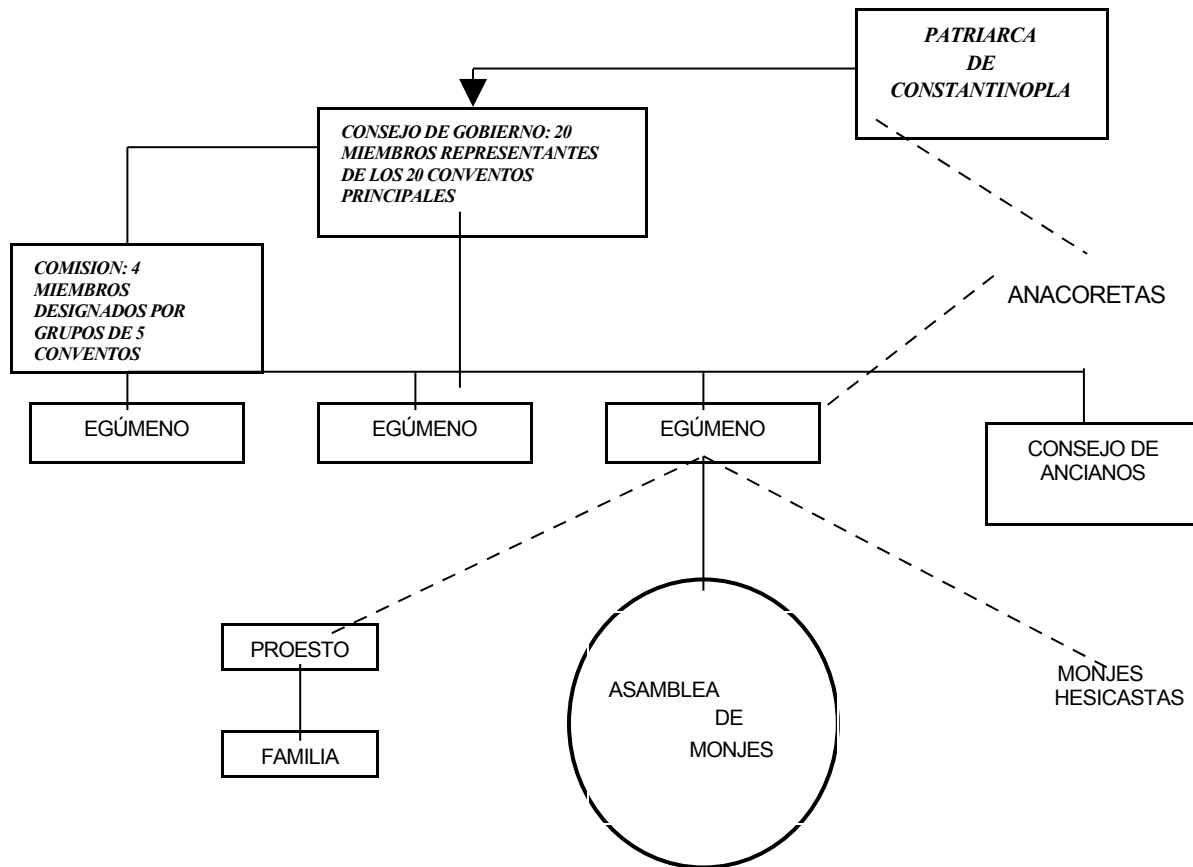 PATRIARCA
DE
CONSTANTINOPLA
CONSEJO DE GOBIERNO: 20
MIEMBROS REPRESENTANTES
DE LOS 20 CONVENTOS
PRINCIPALES
COMISION: 4
MIEMBROS
DESIGNADOS POR
GRUPOS DE 5
CONVENTOS
ANACORETAS
EGÚMENO
EGÚMENO
EGÚMENO
CONSEJO DE
ANCIANOS
PROESTO
FAMILIA
ASAMBLEA
DE
MONJES
MONJES
HESICASTAS